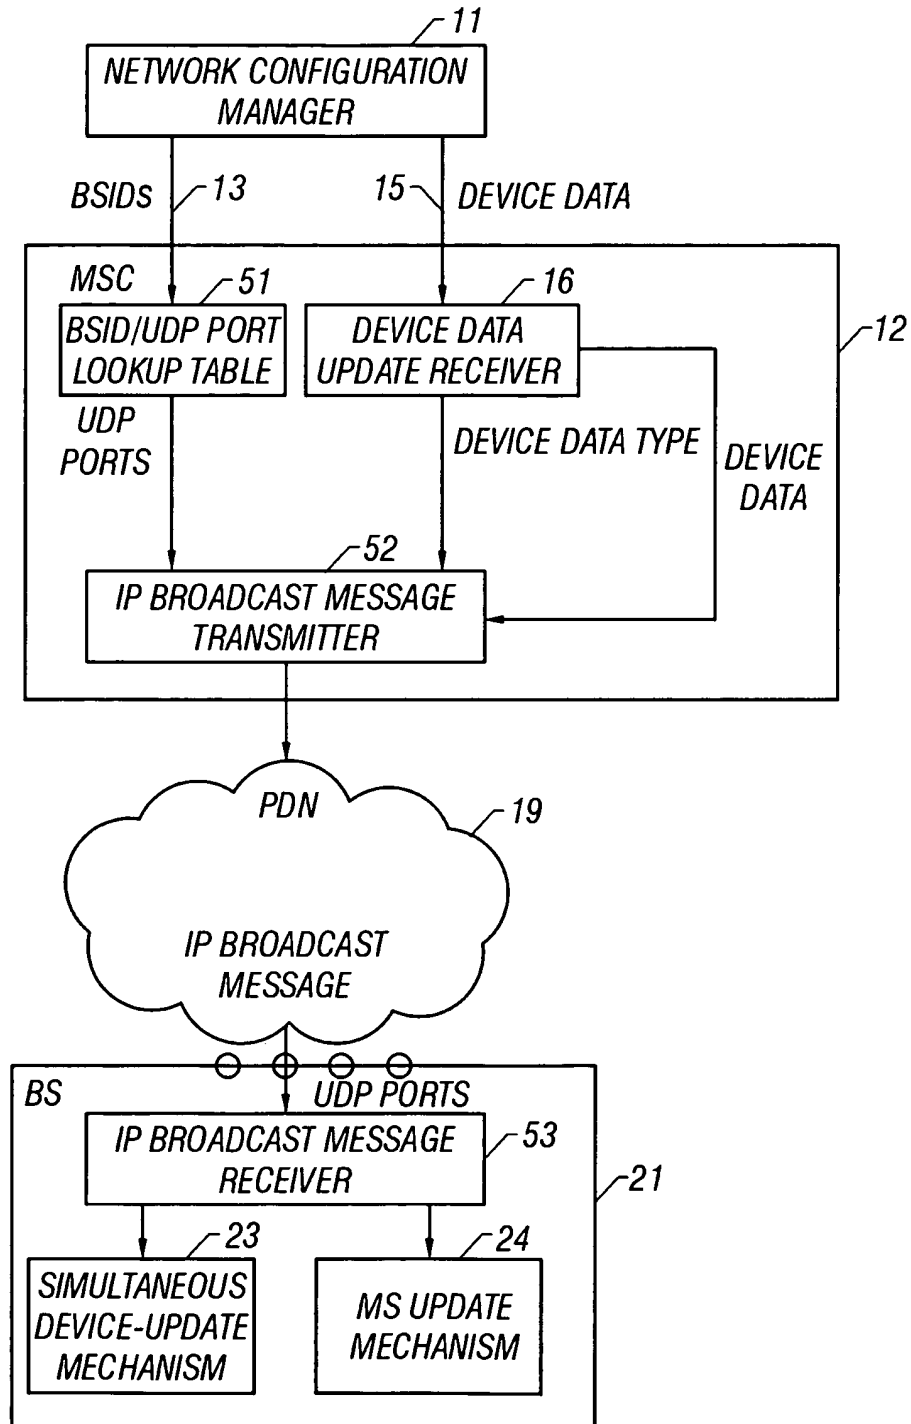 11
NETWORK CONFIGURATION
MANAGER
BSIDs
13
15
DEVICE DATA
MSC
51
16
12
BSID/UDP PORT
LOOKUP TABLE
DEVICE DATA
UPDATE RECEIVER
UDP
PORTS
DEVICE DATA TYPE
DEVICE
DATA
52
IP BROADCAST MESSAGE
TRANSMITTER
PDN
19
IP BROADCAST
MESSAGE
BS
UDP PORTS
IP BROADCAST MESSAGE
RECEIVER
53
21
23
24
SIMULTANEOUS
DEVICE-UPDATE
MECHANISM
MS UPDATE
MECHANISM